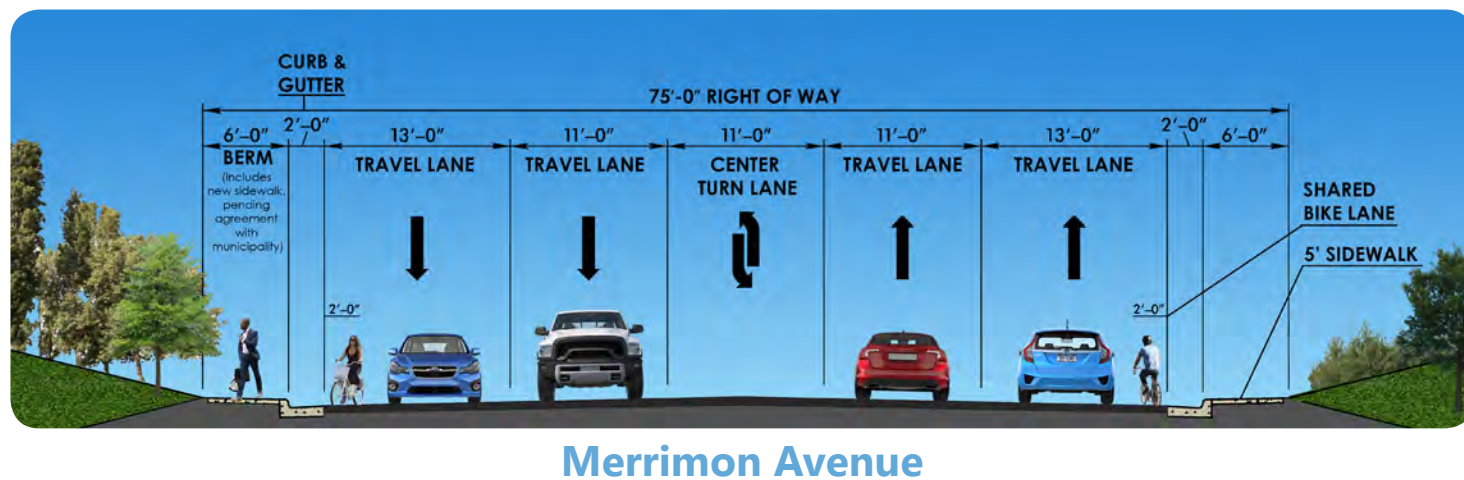 CURB &
GUTTER
75'-0" RIGHT OF WAY
6'-0"
2'-0"
13'-0"
11'-0"
11'-0"
11'-0"
13'-0"
2'-0"
6'-0"
BERM
(Includes
new sidewalk,
pending
agreement
with
municipality)
TRAVEL LANE
TRAVEL LANE
CENTER
TURN LANE
TRAVEL LANE
TRAVEL LANE
SHARED
BIKE LANE
5' SIDEWALK
2'-0"
2'-0"
Merrimon Avenue